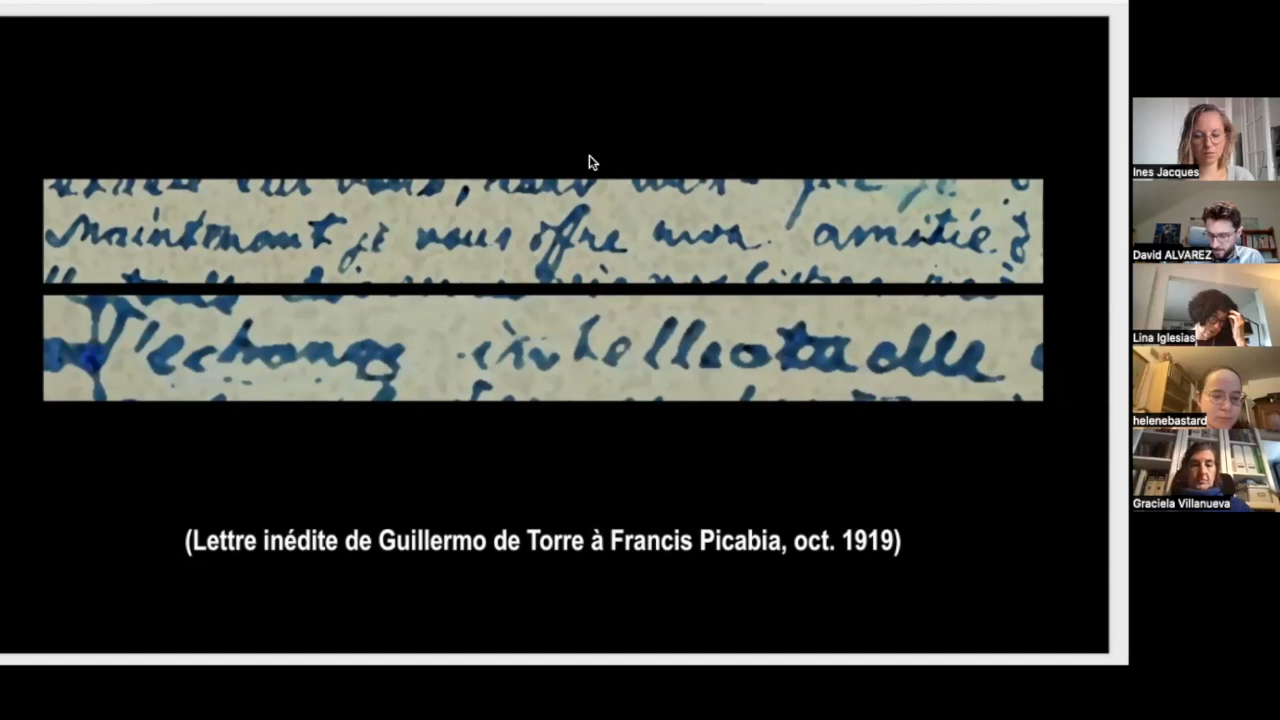 Maintenant je vous offre mon amitié.
l'echange intellectuelle
(Lettre inédite de Guillermo de Torre à Francis Picabia, oct. 1919)
Ines Jacques
David ALVAREZ
Lina Iglesias
helenebastard
Graciela Villanueva